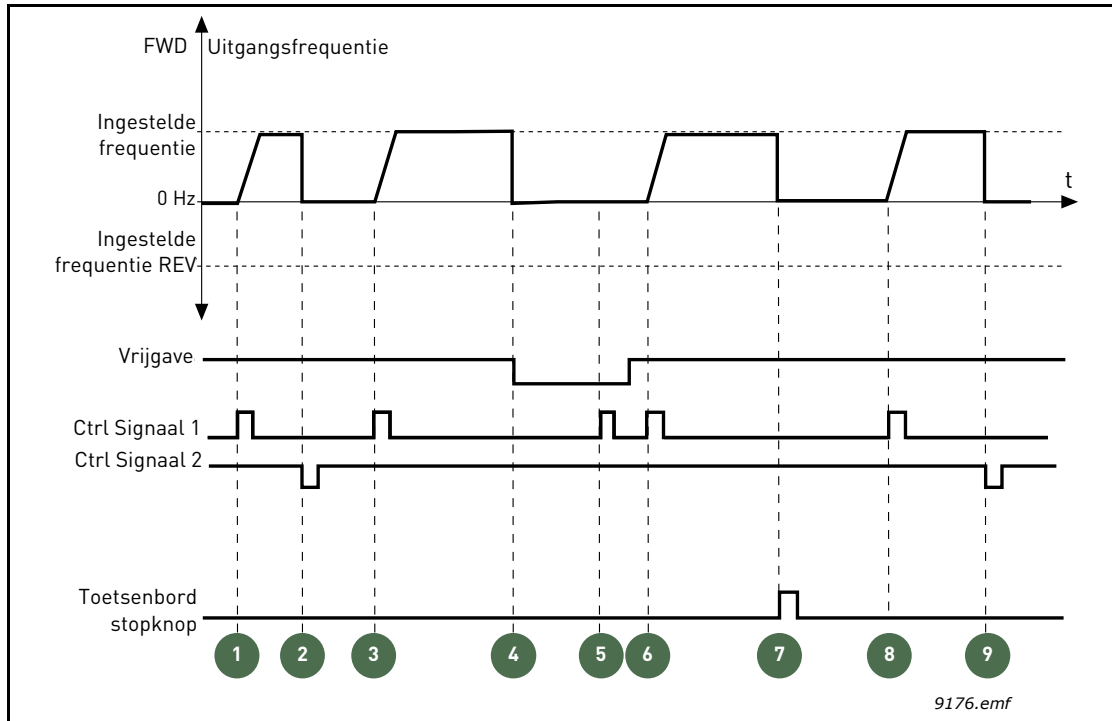 FWD
Uitgangsfrequentie
Ingestelde
frequentie
0 Hz
t
Ingestelde
frequentie REV
Vrijgave
Ctrl Signaal 1
Ctrl Signaal 2
Toetsenbord
stopknop
1 2 3 4 5 6 7 8 9
9176.emf